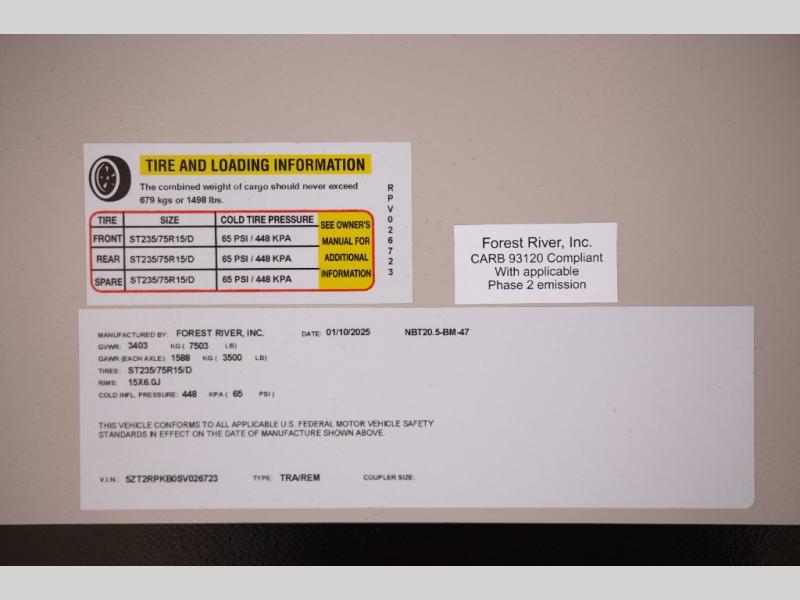 TIRE AND LOADING INFORMATION
The combined weight of cargo should never exceed
679 kgs or 1498 lbs.
TIRE SIZE COLD TIRE PRESSURE
FRONT ST235/75R15/D 65 PSI / 448 KPA
REAR ST235/75R15/D 65 PSI / 448 KPA
SPARE ST235/75R15/D 65 PSI / 448 KPA
SEE OWNER'S
MANUAL FOR
ADDITIONAL
INFORMATION
RPV026723
Forest River, Inc.
CARB 93120 Compliant
With applicable
Phase 2 emission
MANUFACTURED BY: FOREST RIVER, INC. DATE: 01/10/2025 NBT20.5-BM-47
GVWR: 3403 KG ( 7503 LB)
GAWR (EACH AXLE): 1588 KG ( 3500 LB)
TIRES: ST235/75R15/D
RIMS: 15X6.0J
COLD INFL. PRESSURE: 448 KPA ( 65 PSI )
THIS VEHICLE CONFORMS TO ALL APPLICABLE U.S. FEDERAL MOTOR VEHICLE SAFETY
STANDARDS IN EFFECT ON THE DATE OF MANUFACTURE SHOWN ABOVE.
V.I.N.: 5ZT2RPKB0SV026723 TYPE: TRA/REM COUPLER SIZE: